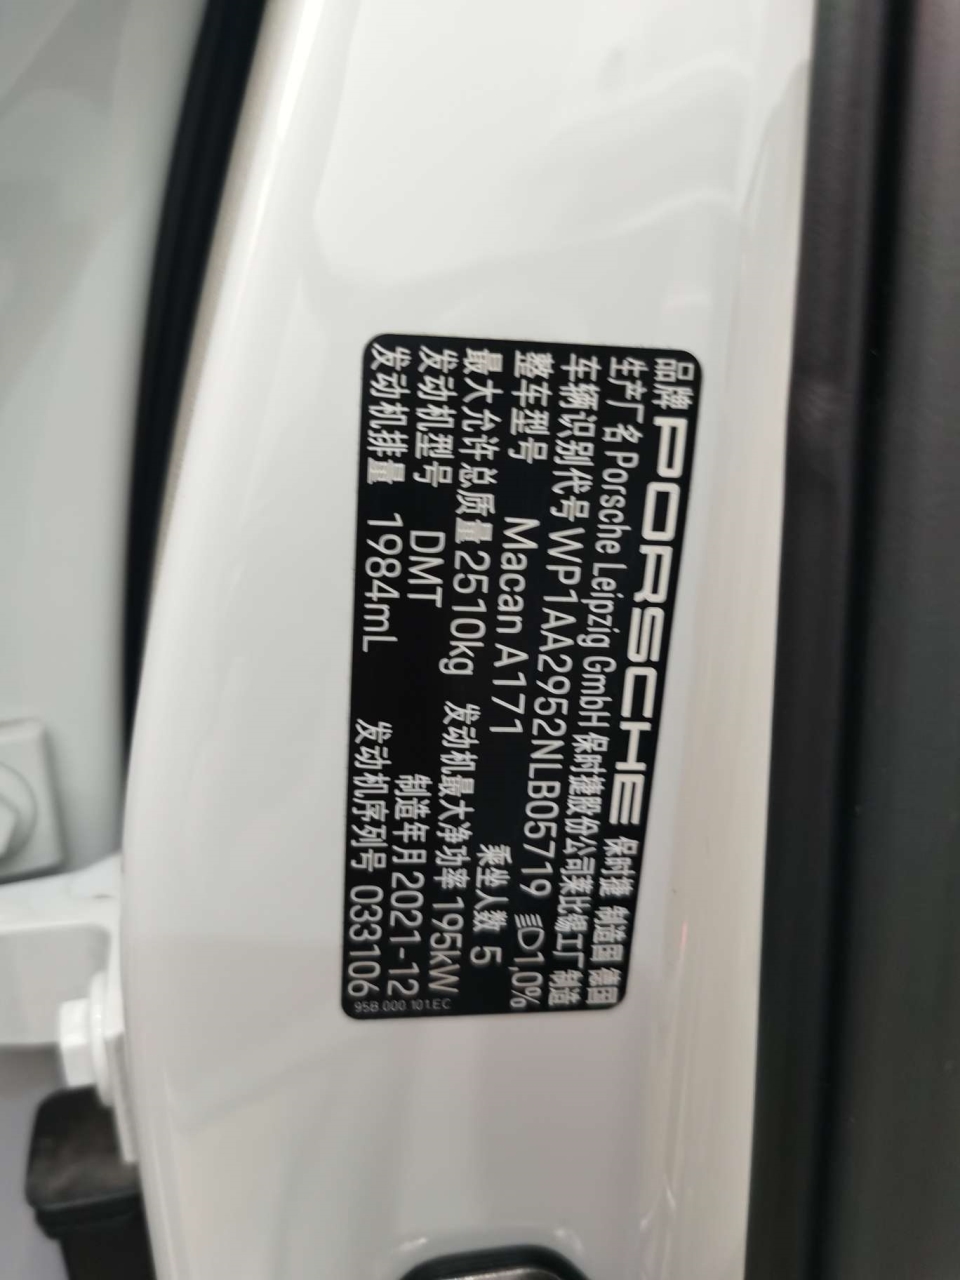 品牌 PORSCHE 保时捷 制造国 德国
生产厂名 Porsche Leipzig GmbH 保时捷股份公司莱比锡工厂 制造
车辆识别代号 WP1AA2952NLB05719 1,0%
整车型号 Macan A171 乘坐人数 5
最大允许总质量 2510kg 发动机最大净功率 195kW
发动机型号 DMT 制造年月 2021-12
发动机排量 1984mL 发动机序列号 033106
95B.000.101.EC